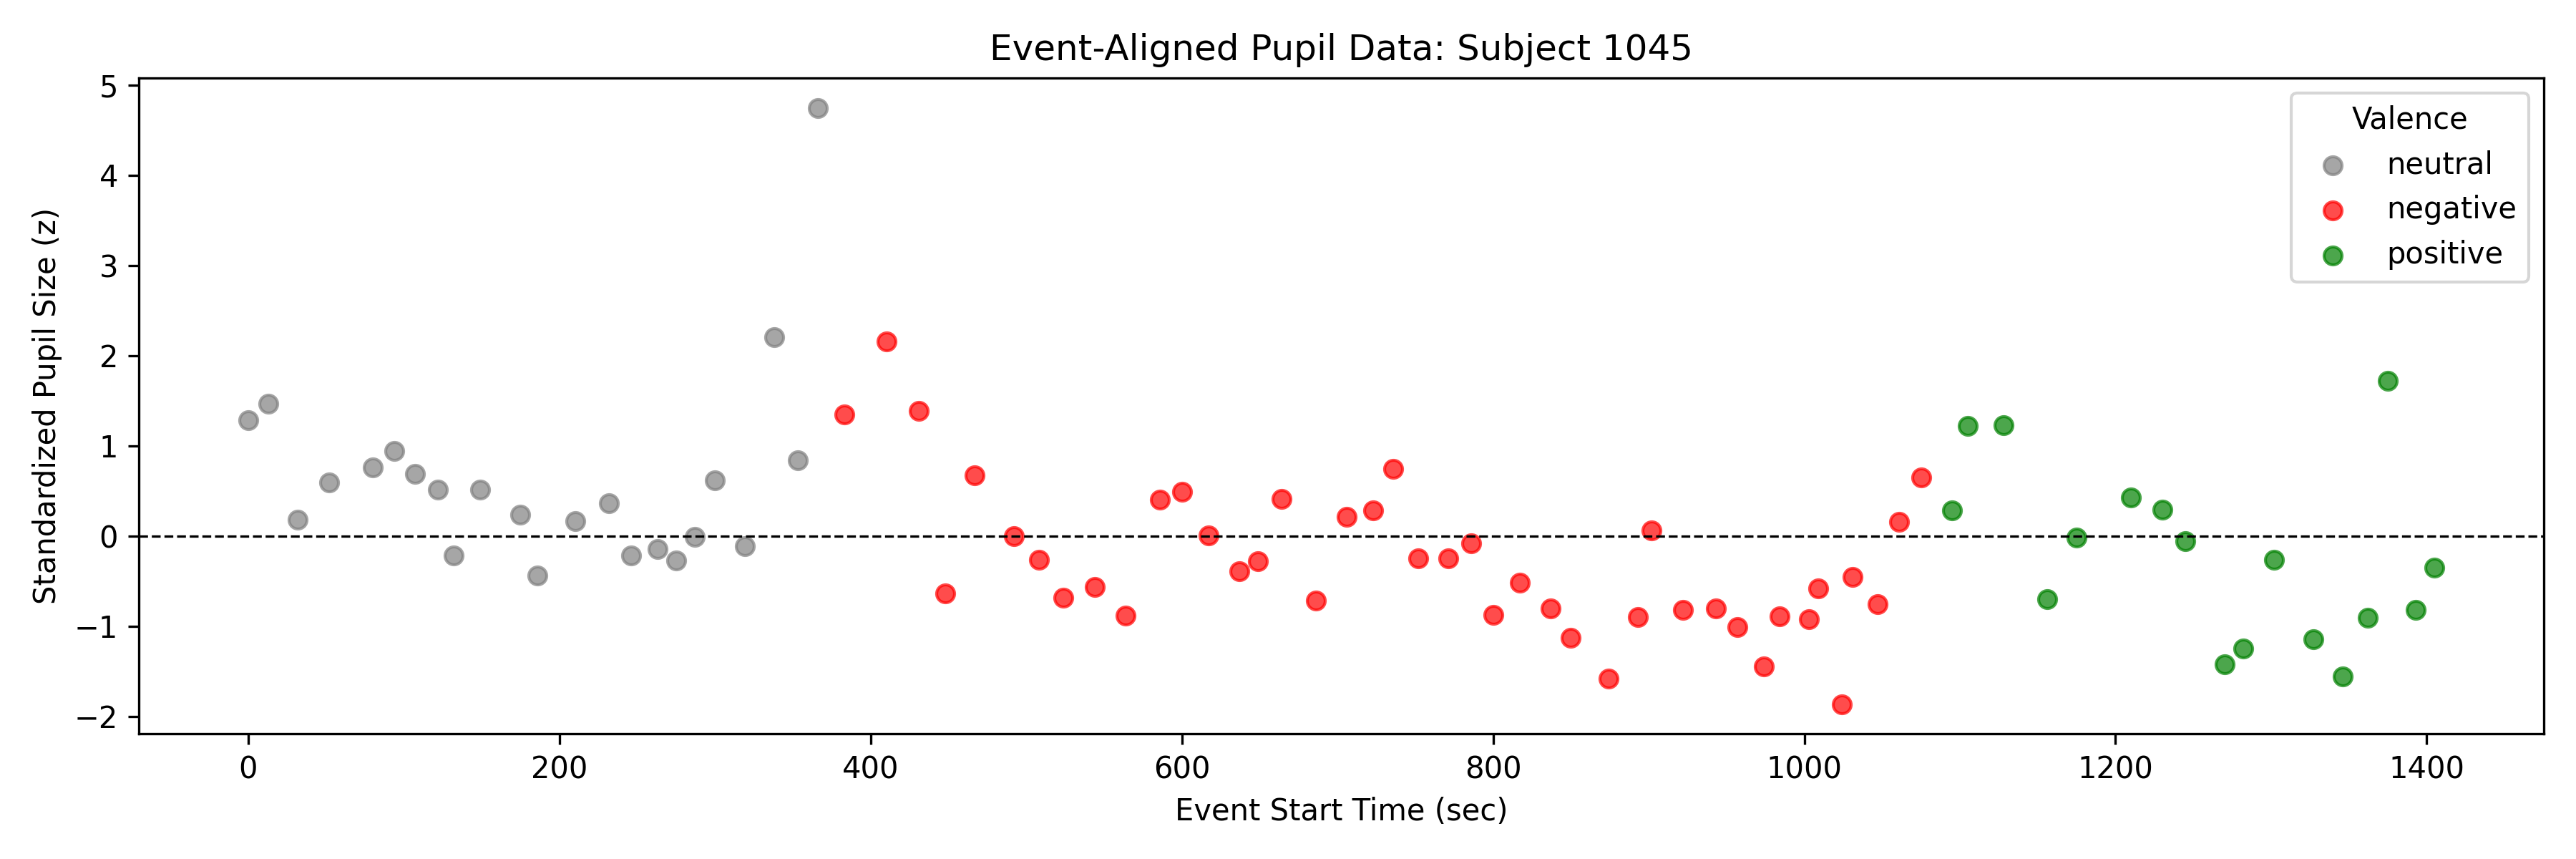 Event-Aligned Pupil Data: Subject 1045
Standardized Pupil Size (z)
5
4
3
2
1
0
−1
−2
Valence
neutral
negative
positive
0 200 400 600 800 1000 1200 1400
Event Start Time (sec)